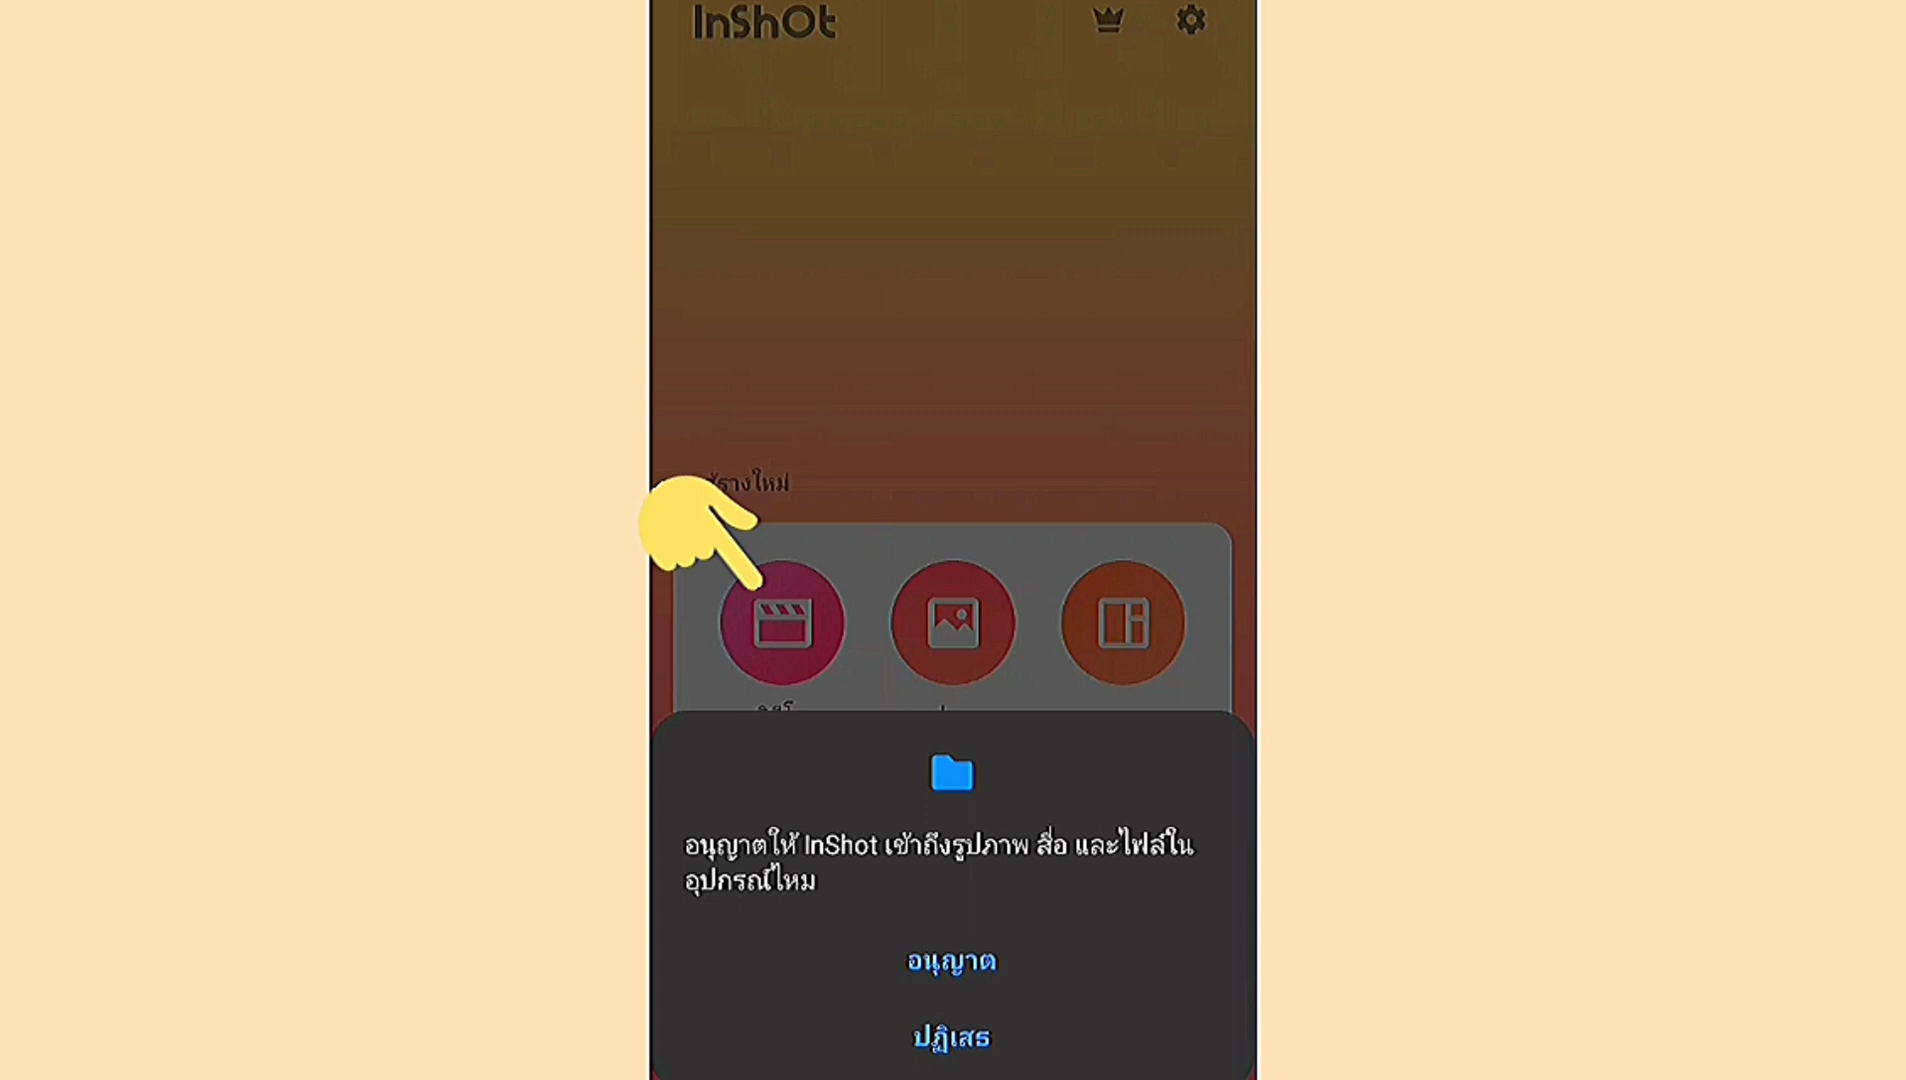 InShOt
สร้างใหม่
อนุญาตให้ InShot เข้าถึงรูปภาพ สื่อ และไฟล์ใน
อุปกรณ์ไหม
อนุญาต
ปฏิเสธ